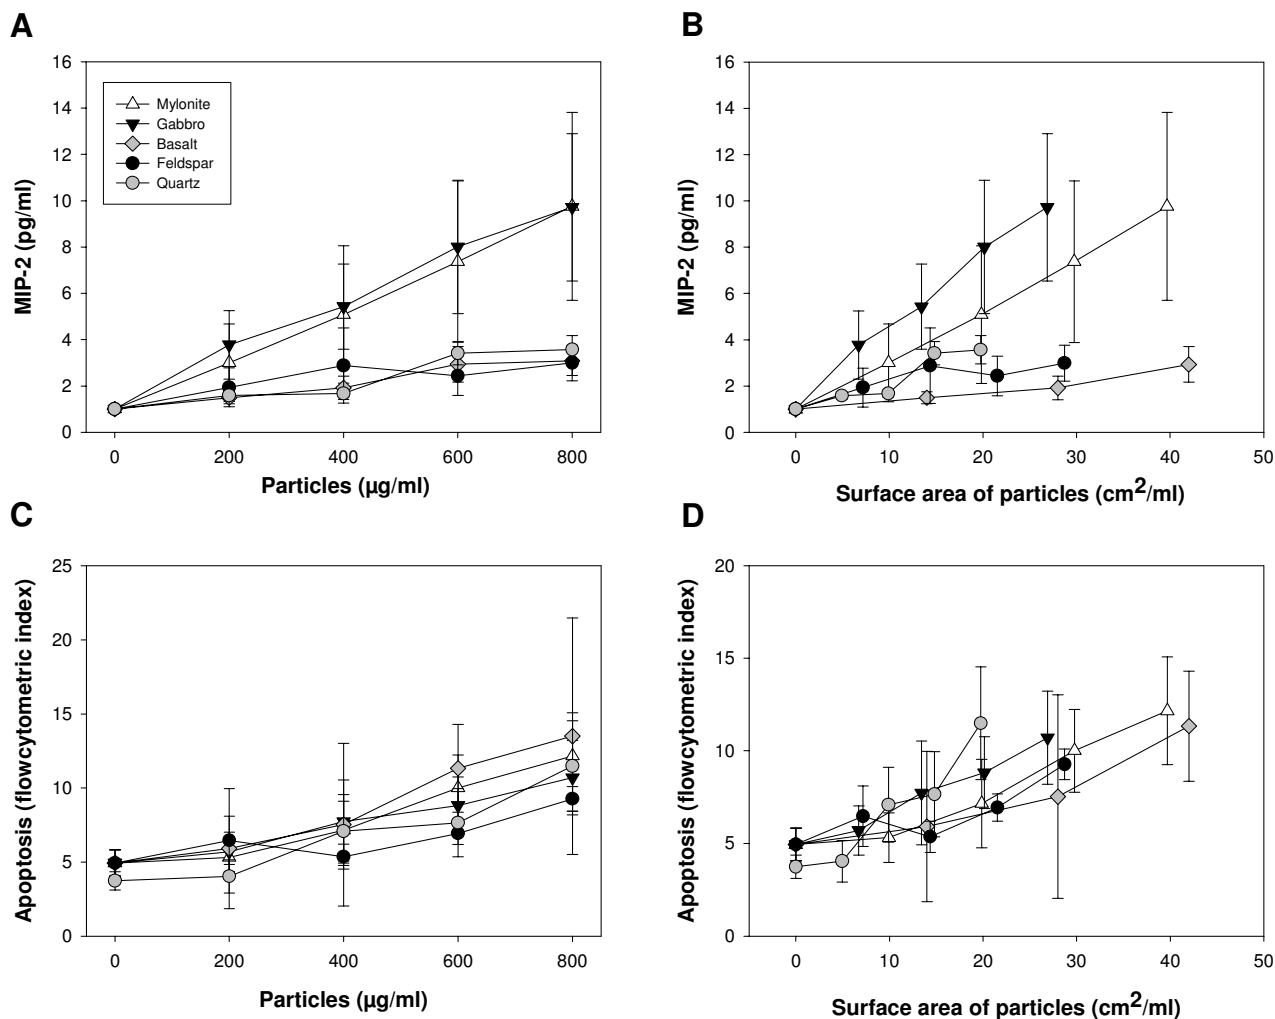 A
MIP-2 (pg/ml)
16
14
12
10
8
6
4
2
0
Mylonite
Gabbro
Basalt
Feldspar
Quartz
0 200 400 600 800
Particles (µg/ml)
B
MIP-2 (pg/ml)
16
14
12
10
8
6
4
2
0
0 10 20 30 40 50
Surface area of particles (cm2/ml)
C
Apoptosis (flowcytometric index)
25
20
15
10
5
0
0 200 400 600 800
Particles (µg/ml)
D
Apoptosis (flowcytometric index)
20
15
10
5
0
0 10 20 30 40 50
Surface area of particles (cm2/ml)